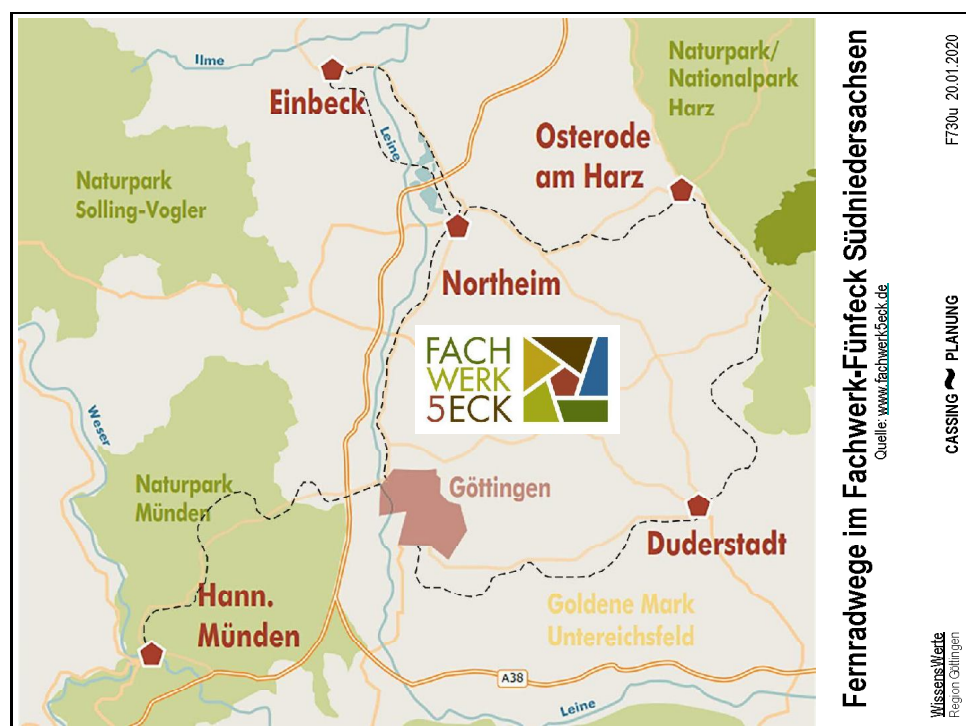 Ilme
Einbeck
Leine
Naturpark/
Nationalpark
Harz
Osterode
am Harz
Naturpark
Solling-Vogler
Northeim
FACH
WERK
5ECK
Weser
Naturpark
Münden
Göttingen
Duderstadt
Hann.
Münden
Goldene Mark
Untereichsfeld
A38
Leine
Fernradwege im Fachwerk-Fünfeck Südniedersachsen
Quelle: www.fachwerk5eck.de
F730u 20.01.2020
CASSING ~ PLANUNG
WissensWerte
Region Göttingen